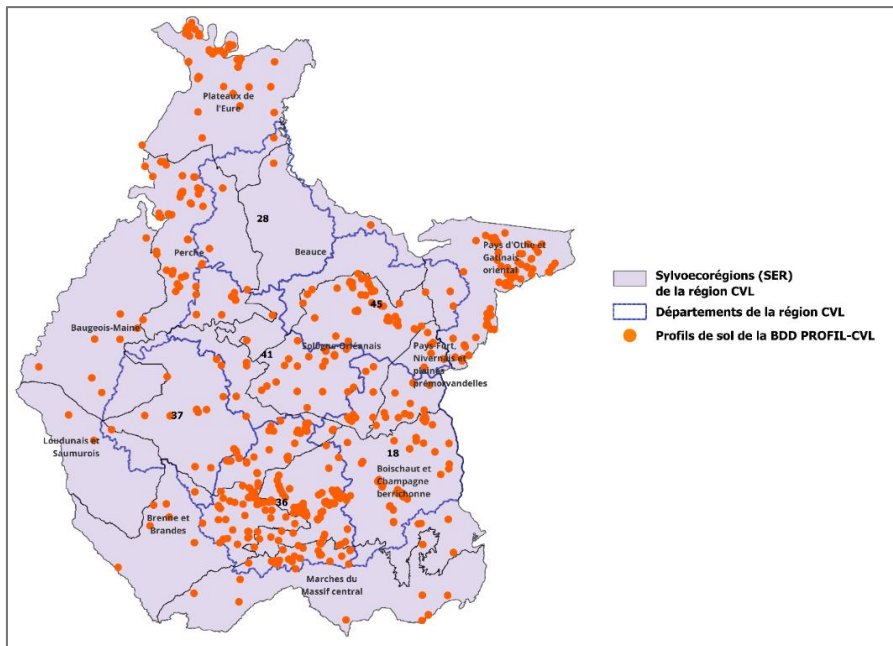 Plateaux de
l'Eure
28
Perche
Beauce
Pays d'Othe et
Gatinais
oriental
45
Baugeois-Maine
41
Sologne-Orléanais
Pays-Fort,
Nivernais et
plaines
prémorvandelles
37
Loudunais et
Saumurois
18
Boischaut et
Champagne
berrichonne
36
Brenne et
Brandes
Marches du
Massif central
Sylvoecorégions (SER)
de la région CVL
Départements de la région CVL
Profils de sol de la BDD PROFIL-CVL